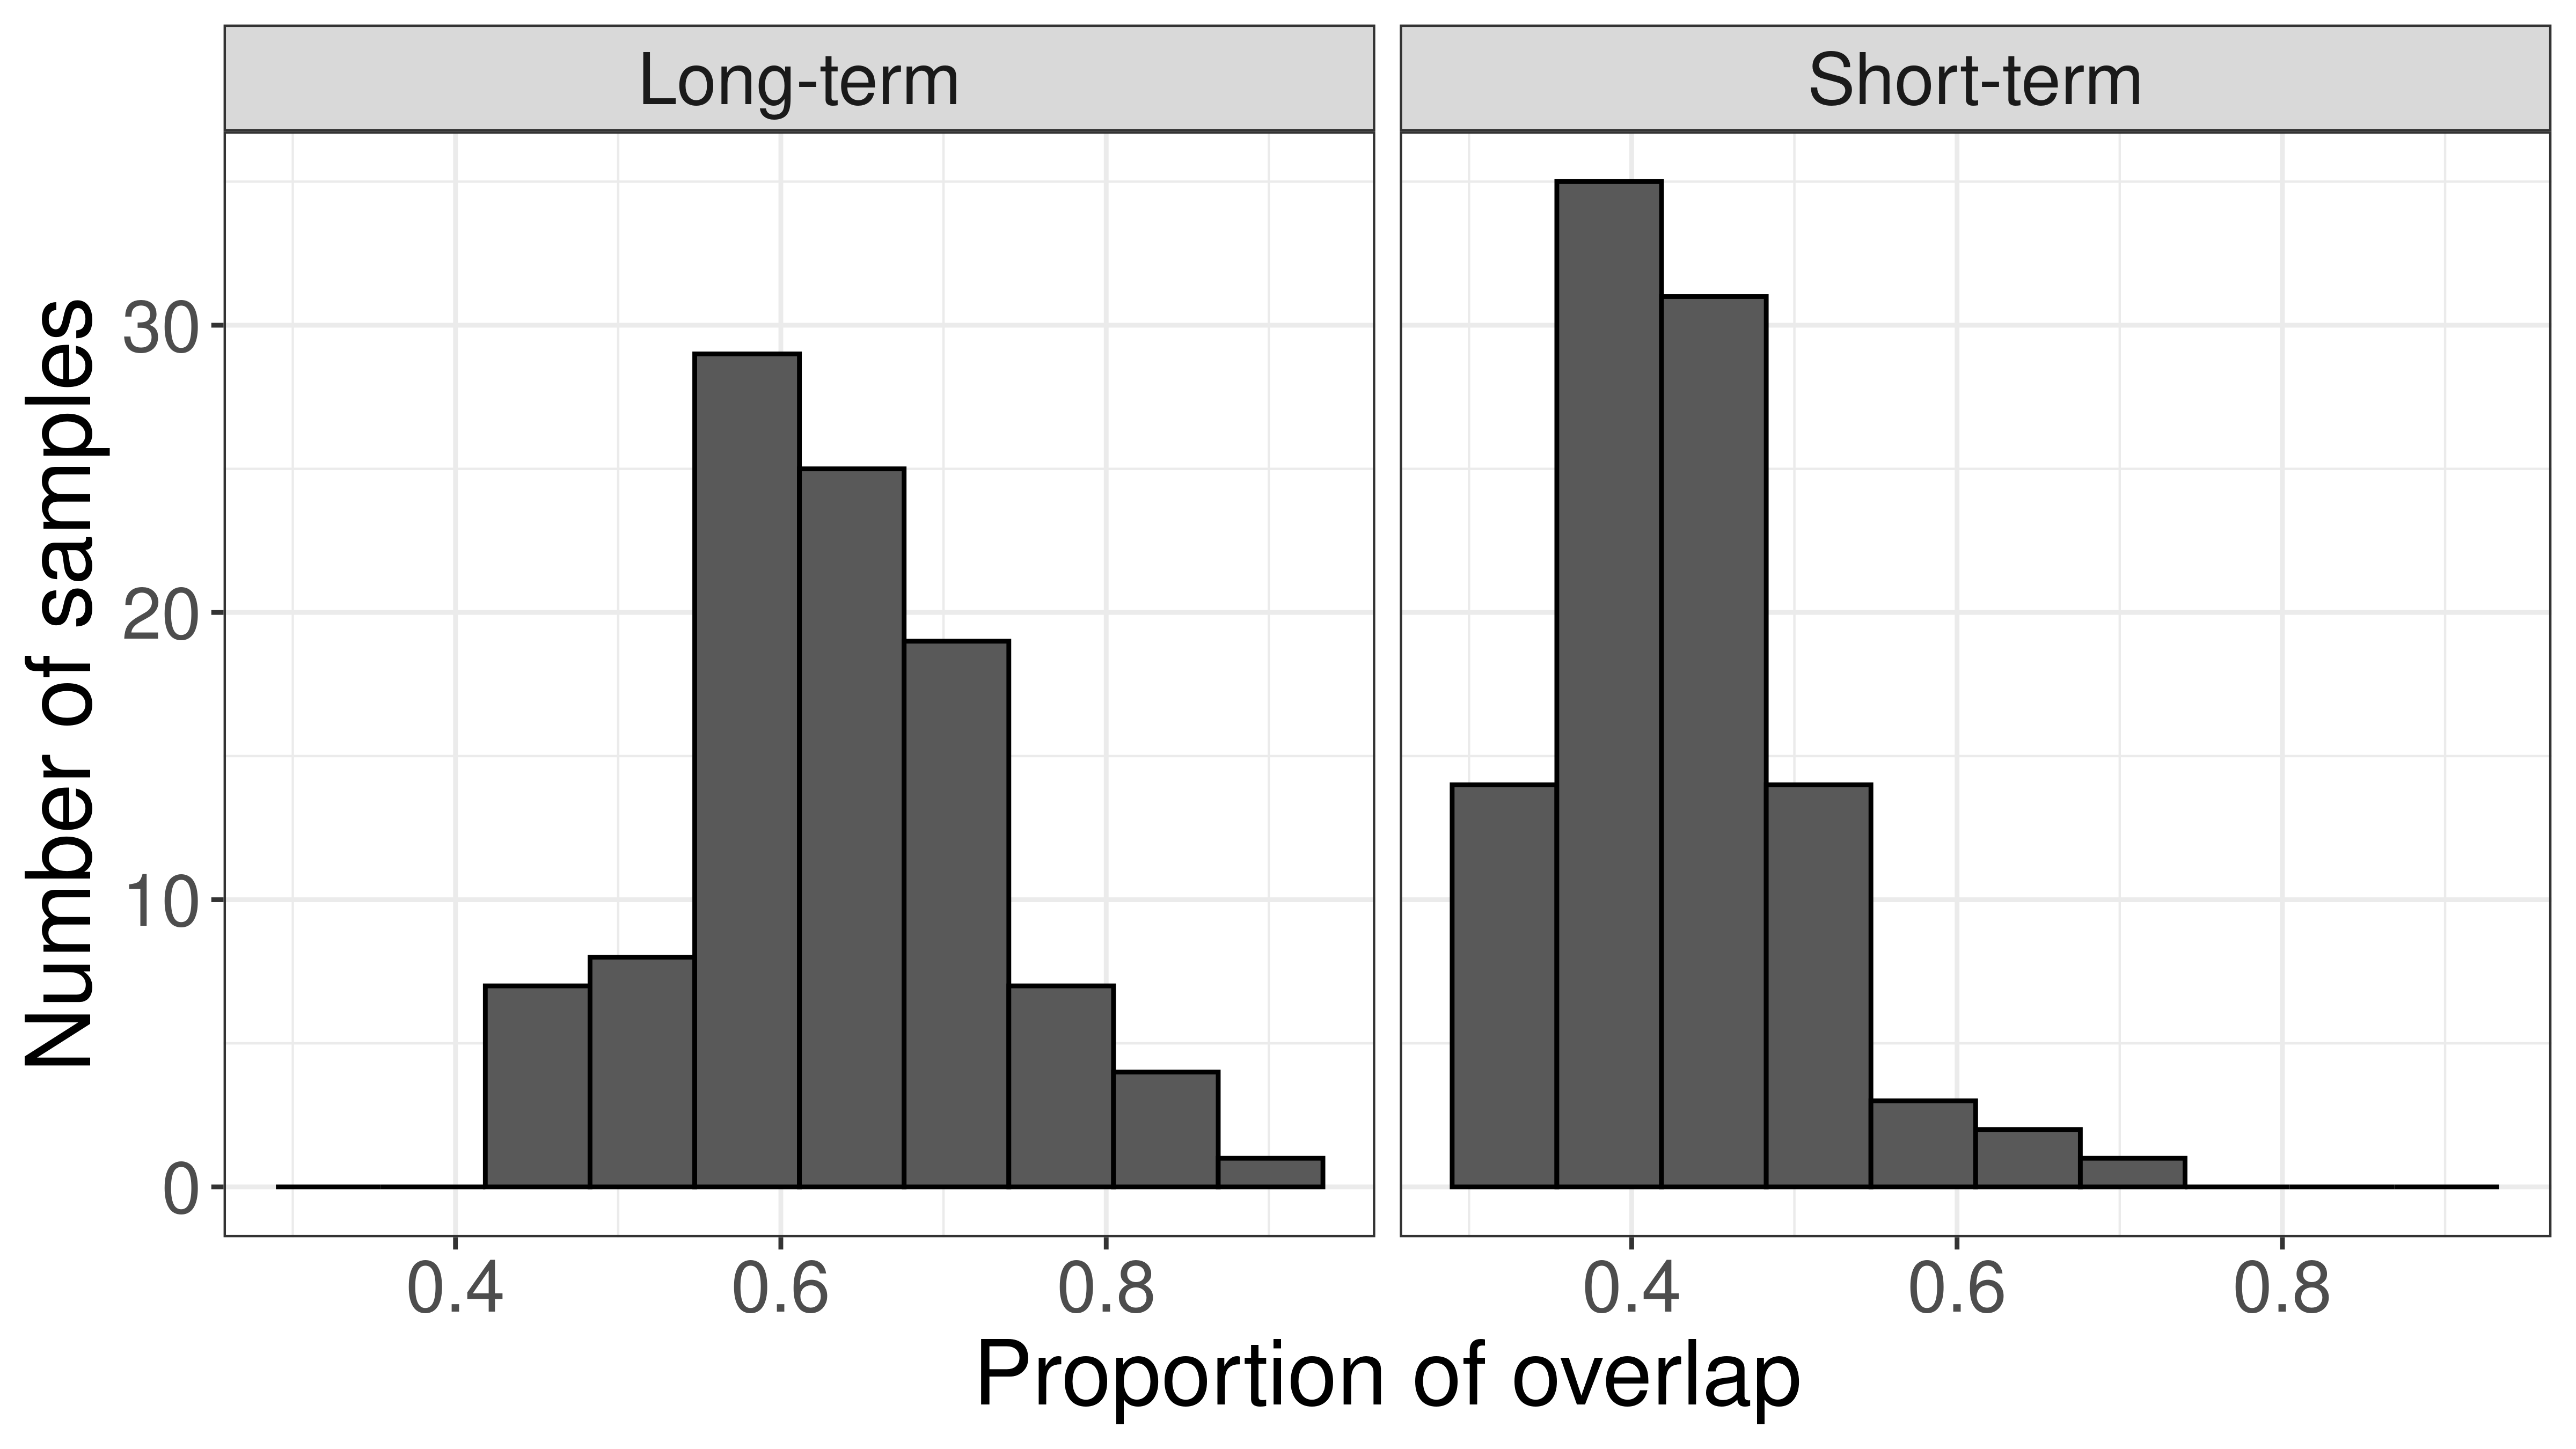 Long-term
Short-term
Number of samples
30
20
10
0
0.4 0.6 0.8
0.4 0.6 0.8
Proportion of overlap